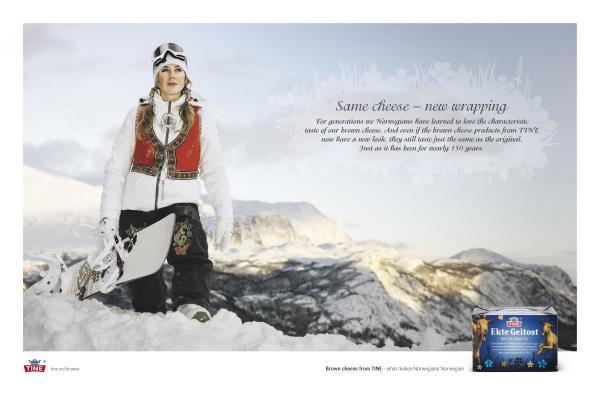 Same cheese – new wrapping
For generations we Norwegians have learned to love the characteristic
taste of our brown cheese. And even if the brown cheese products from TINE
now have a new look, they still taste just the same as the original.
Just as it has been for nearly 150 years.
TINE
Ekte Geitost
TINE
Brown cheese from TINE - what makes Norwegians Norwegian